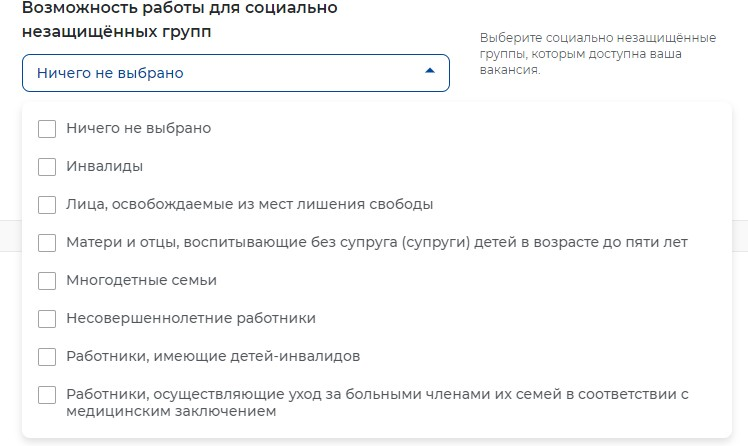 Возможность работы для социально
незащищённых групп
Выберите социально незащищённые
группы, которым доступна ваша
вакансия.
Ничего не выбрано
Ничего не выбрано
Инвалиды
Лица, освобождаемые из мест лишения свободы
Матери и отцы, воспитывающие без супруга (супруги) детей в возрасте до пяти лет
Многодетные семьи
Несовершеннолетние работники
Работники, имеющие детей-инвалидов
Работники, осуществляющие уход за больными членами их семей в соответствии с
медицинским заключением